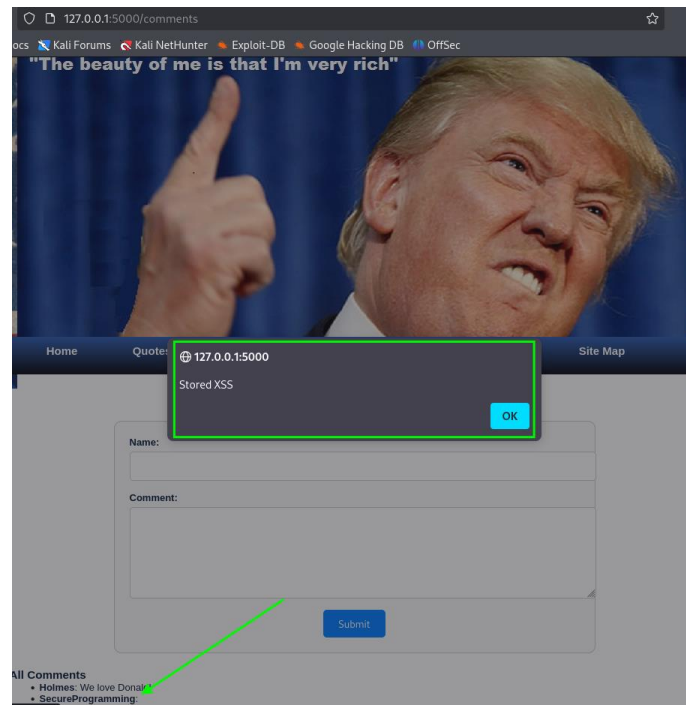 127.0.0.1:5000/comments
ocs Kali Forums Kali NetHunter Exploit-DB Google Hacking DB OffSec
"The beauty of me is that I'm very rich"
Home Quotes Site Map
127.0.0.1:5000
Stored XSS
OK
Name:
Comment:
Submit
All Comments
Holmes: We love Donald
SecureProgramming: